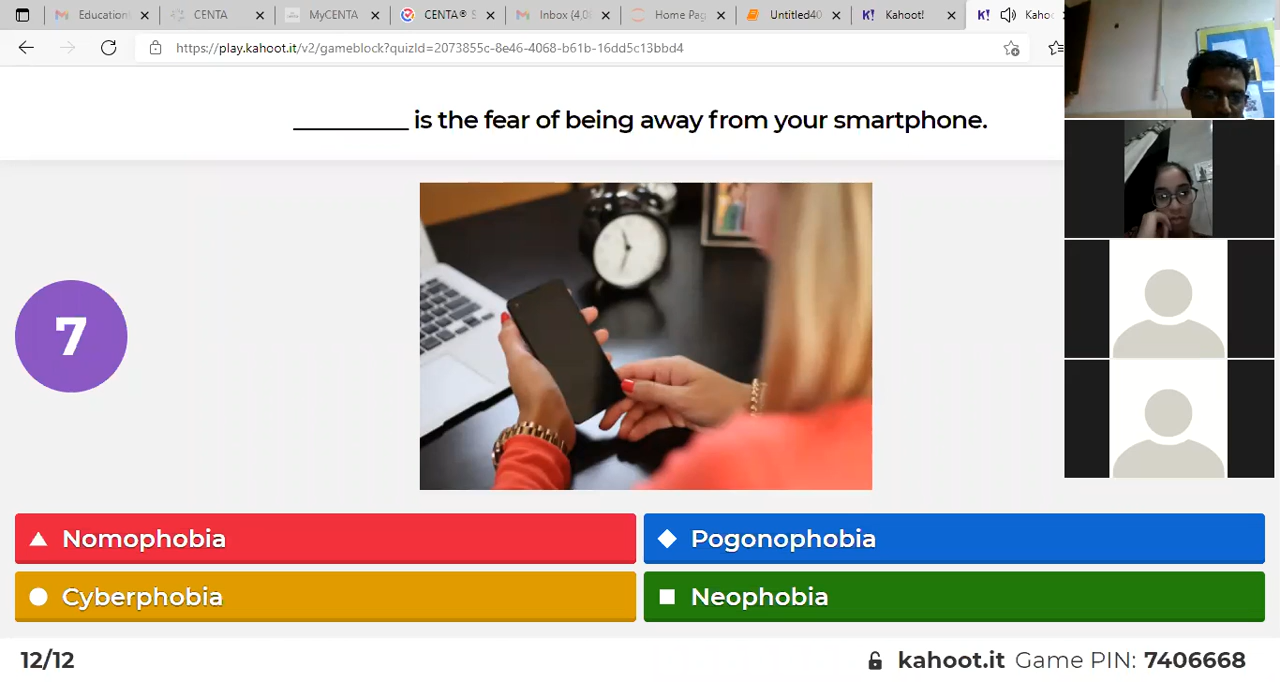 Education
CENTA
MyCENTA
CENTA® S
Inbox (4,0
Home Pag
Untitled40
Kahoot!
Kaho
https://play.kahoot.it/v2/gameblock?quizId=2073855c-8e46-4068-b61b-16dd5c13bbd4
_________ is the fear of being away from your smartphone.
7
Nomophobia
Pogonophobia
Cyberphobia
Neophobia
12/12
kahoot.it Game PIN: 7406668